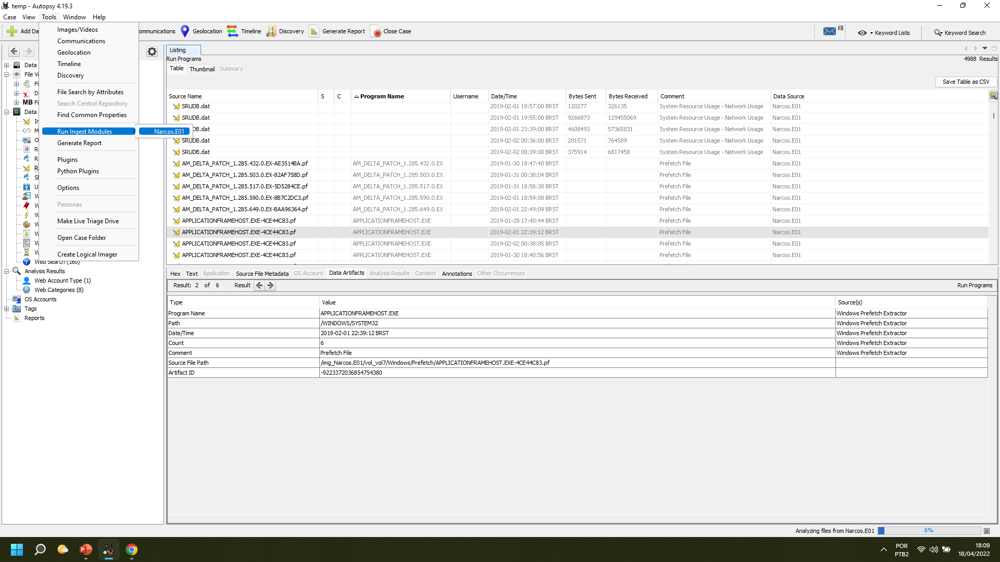 temp - Autopsy 4.19.3
Case View Tools Window Help
Add Da
ommunications Geolocation Timeline Discovery Generate Report Close Case
3 Keyword Lists Keyword Search
Images/Videos
Communications
Geolocation
Timeline
Discovery
File Search by Attributes
Search Central Repository
Find Common Properties
Run Ingest Modules
Narcos.E01
Generate Report
Plugins
Python Plugins
Options
Personas
Make Live Triage Drive
Open Case Folder
Create Logical Imager
Data
File Vi
Fi
D
MB Fi
Data
In
M
O
R
R
R
Sh
U
W
W
W
W
W
W
W
Web Search (160)
Analysis Results
Web Account Type (1)
Web Categories (8)
OS Accounts
Tags
Reports
Listing
Run Programs
4988 Results
Table Thumbnail Summary
Save Table as CSV
Source Name S C Program Name Username Date/Time Bytes Sent Bytes Received Comment Data Source
SRUDB.dat 2019-02-01 18:57:00 BRST 120277 326135 System Resource Usage - Network Usage Narcos.E01
SRUDB.dat 2019-02-01 19:55:00 BRST 9266873 129455069 System Resource Usage - Network Usage Narcos.E01
DB.dat 2019-02-01 23:39:00 BRST 4608493 57365831 System Resource Usage - Network Usage Narcos.E01
SRUDB.dat 2019-02-02 00:36:00 BRST 281571 764589 System Resource Usage - Network Usage Narcos.E01
SRUDB.dat 2019-02-02 00:39:00 BRST 375914 6817458 System Resource Usage - Network Usage Narcos.E01
AM_DELTA_PATCH_1.285.432.0.EX-AE3514BA.pf AM_DELTA_PATCH_1.285.432.0.EX 2019-01-30 18:47:40 BRST Prefetch File Narcos.E01
AM_DELTA_PATCH_1.285.503.0.EX-82AF758D.pf AM_DELTA_PATCH_1.285.503.0.EX 2019-01-31 00:38:04 BRST Prefetch File Narcos.E01
AM_DELTA_PATCH_1.285.517.0.EX-5D5284CE.pf AM_DELTA_PATCH_1.285.517.0.EX 2019-01-31 18:58:38 BRST Prefetch File Narcos.E01
AM_DELTA_PATCH_1.285.590.0.EX-8B7C2DC3.pf AM_DELTA_PATCH_1.285.590.0.EX 2019-02-01 18:59:08 BRST Prefetch File Narcos.E01
AM_DELTA_PATCH_1.285.649.0.EX-BAA96364.pf AM_DELTA_PATCH_1.285.649.0.EX 2019-02-01 22:49:09 BRST Prefetch File Narcos.E01
APPLICATIONFRAMEHOST.EXE-4CE44C83.pf APPLICATIONFRAMEHOST.EXE 2019-01-28 17:40:44 BRST Prefetch File Narcos.E01
APPLICATIONFRAMEHOST.EXE-4CE44C83.pf APPLICATIONFRAMEHOST.EXE 2019-02-01 22:39:12 BRST Prefetch File Narcos.E01
APPLICATIONFRAMEHOST.EXE-4CE44C83.pf APPLICATIONFRAMEHOST.EXE 2019-02-02 00:38:05 BRST Prefetch File Narcos.E01
APPLICATIONFRAMEHOST.EXE-4CE44C83.pf APPLICATIONFRAMEHOST.EXE 2019-01-30 18:40:56 BRST Prefetch File Narcos.E01
Hex Text Application Source File Metadata OS Account Data Artifacts Analysis Results Context Annotations Other Occurrences
Result: 2 of 6 Result Run Programs
Type Value Source(s)
Program Name APPLICATIONFRAMEHOST.EXE Windows Prefetch Extractor
Path /WINDOWS/SYSTEM32 Windows Prefetch Extractor
Date/Time 2019-02-01 22:39:12 BRST Windows Prefetch Extractor
Count 6 Windows Prefetch Extractor
Comment Prefetch File Windows Prefetch Extractor
Source File Path /img_Narcos.E01/vol_vol7/Windows/Prefetch/APPLICATIONFRAMEHOST.EXE-4CE44C83.pf
Artifact ID -9223372036854754380
Analyzing files from Narcos.E01 8%
POR
PTB2
18:09
18/04/2022